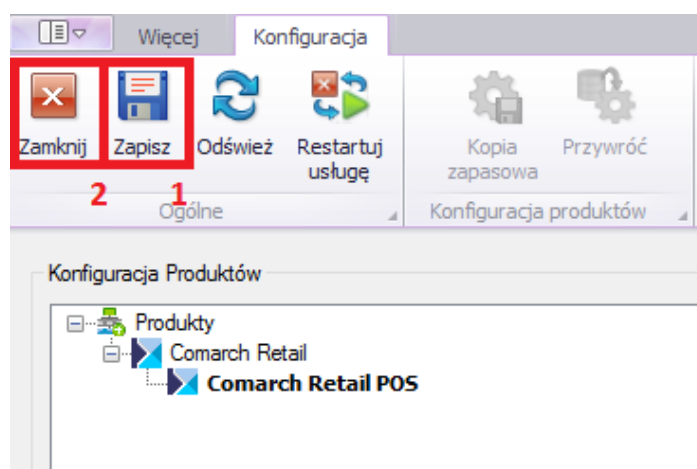 Więcej Konfiguracja
Zamknij Zapisz Odśwież Restartuj usługę Kopia zapasowa Przywróć
2 1
Ogólne Konfiguracja produktów
Konfiguracja Produktów
Produkty
Comarch Retail
Comarch Retail POS